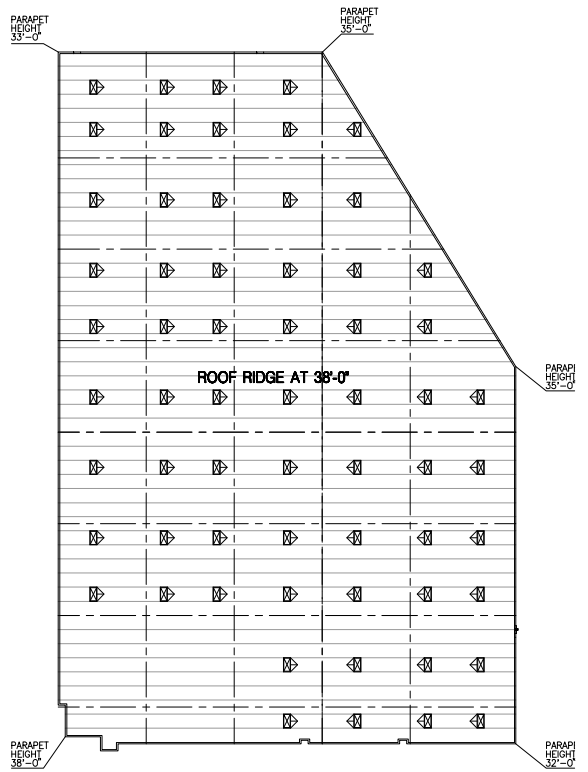 PARAPET
HEIGHT
33'-0"
PARAPET
HEIGHT
35'-0"
ROOF RIDGE AT 38'-0"
PARAPE
HEIGHT
35'-0"
PARAPET
HEIGHT
38'-0"
PARAPE
HEIGHT
32'-0"